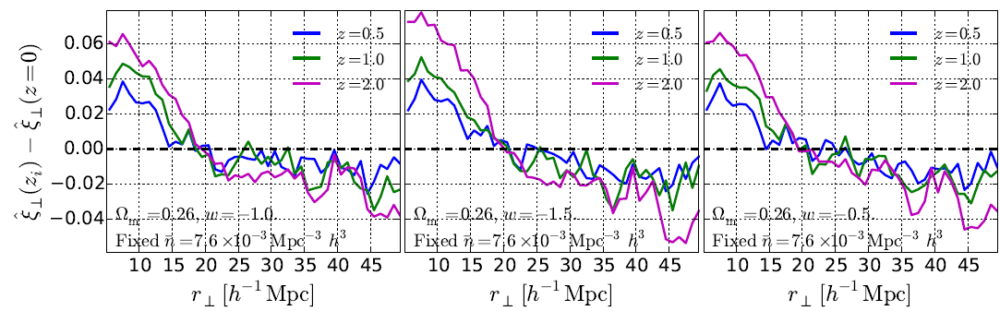 ξ̂⊥(z_i) − ξ̂⊥(z=0)
0.06
0.04
0.02
0.00
−0.02
−0.04
z=0.5
z=1.0
z=2.0
Ω_m=0.26, w=−1.0
Fixed n̄=7.6×10⁻³ Mpc⁻³ h³
10 15 20 25 30 35 40 45
r⊥ [h⁻¹ Mpc]
z=0.5
z=1.0
z=2.0
Ω_m=0.26, w=−1.5
Fixed n̄=7.6×10⁻³ Mpc⁻³ h³
10 15 20 25 30 35 40 45
r⊥ [h⁻¹ Mpc]
z=0.5
z=1.0
z=2.0
Ω_m=0.26, w=−0.5
Fixed n̄=7.6×10⁻³ Mpc⁻³ h³
10 15 20 25 30 35 40 45
r⊥ [h⁻¹ Mpc]